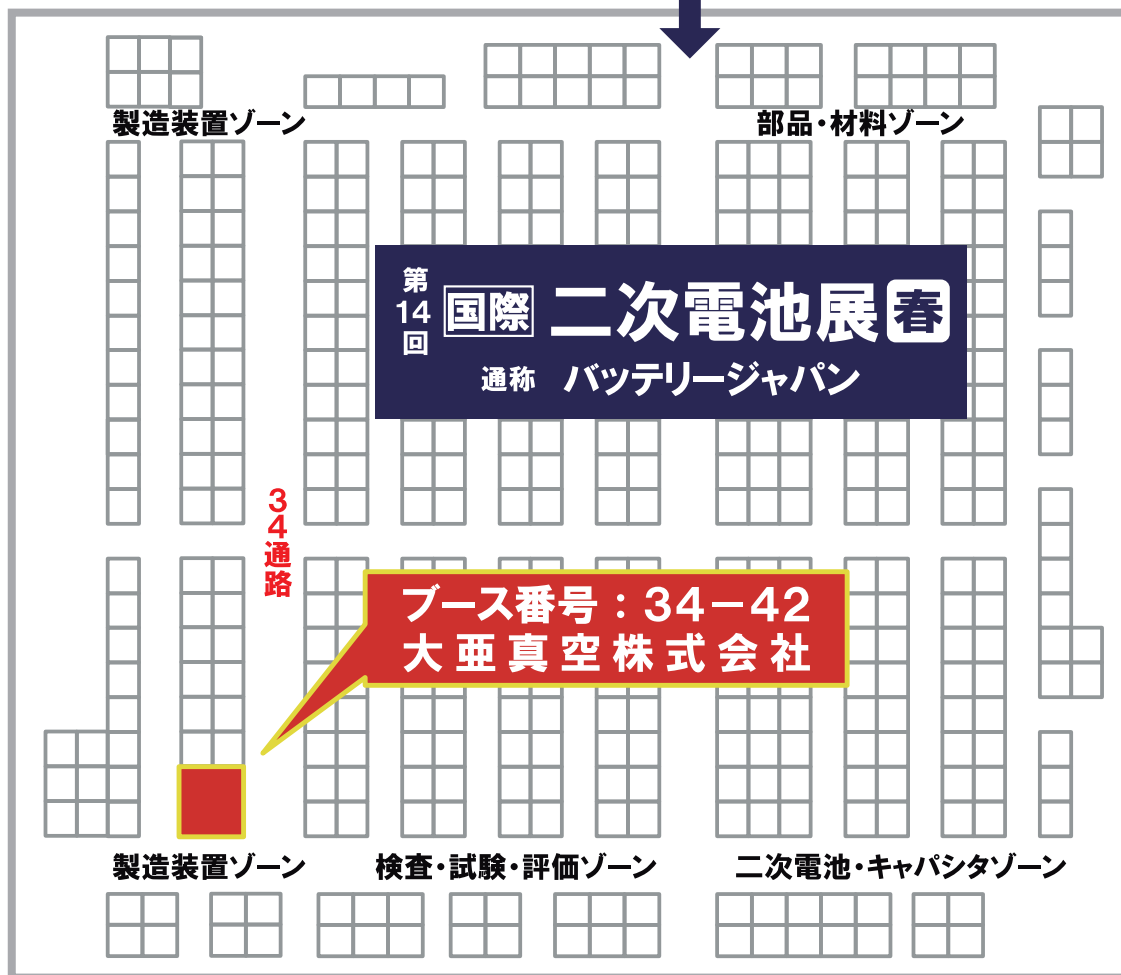 製造装置ゾーン
部品・材料ゾーン
第14回
国際 二次電池展 春
通称 バッテリージャパン
34通路
ブース番号：34－42
大亜真空株式会社
製造装置ゾーン
検査・試験・評価ゾーン
二次電池・キャパシタゾーン